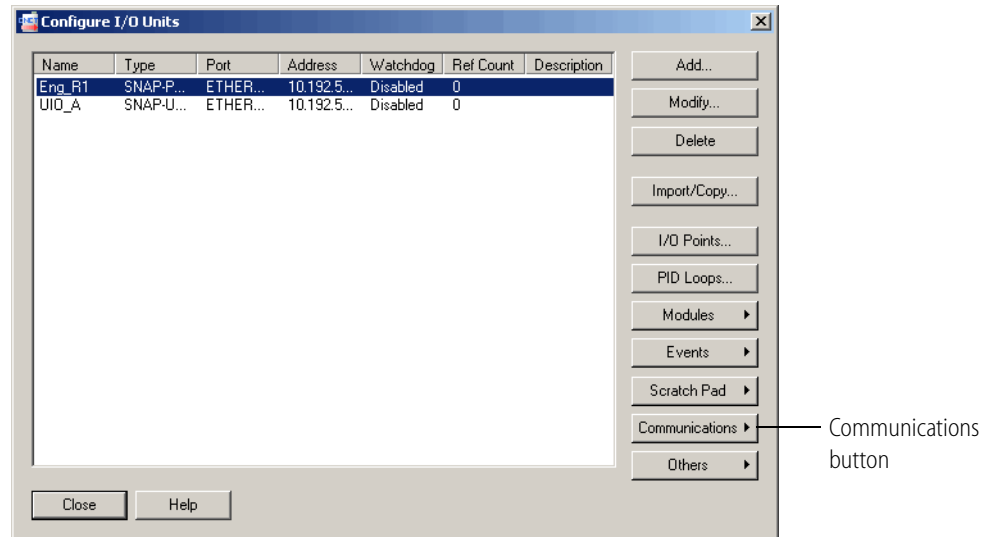 Configure I/O Units
Name Type Port Address Watchdog Ref Count Description
Eng_R1 SNAP-P... ETHER... 10.192.5... Disabled 0
UIO_A SNAP-U... ETHER... 10.192.5... Disabled 0
Add...
Modify...
Delete
Import/Copy...
I/O Points...
PID Loops...
Modules
Events
Scratch Pad
Communications
Others
Communications
button
Close Help